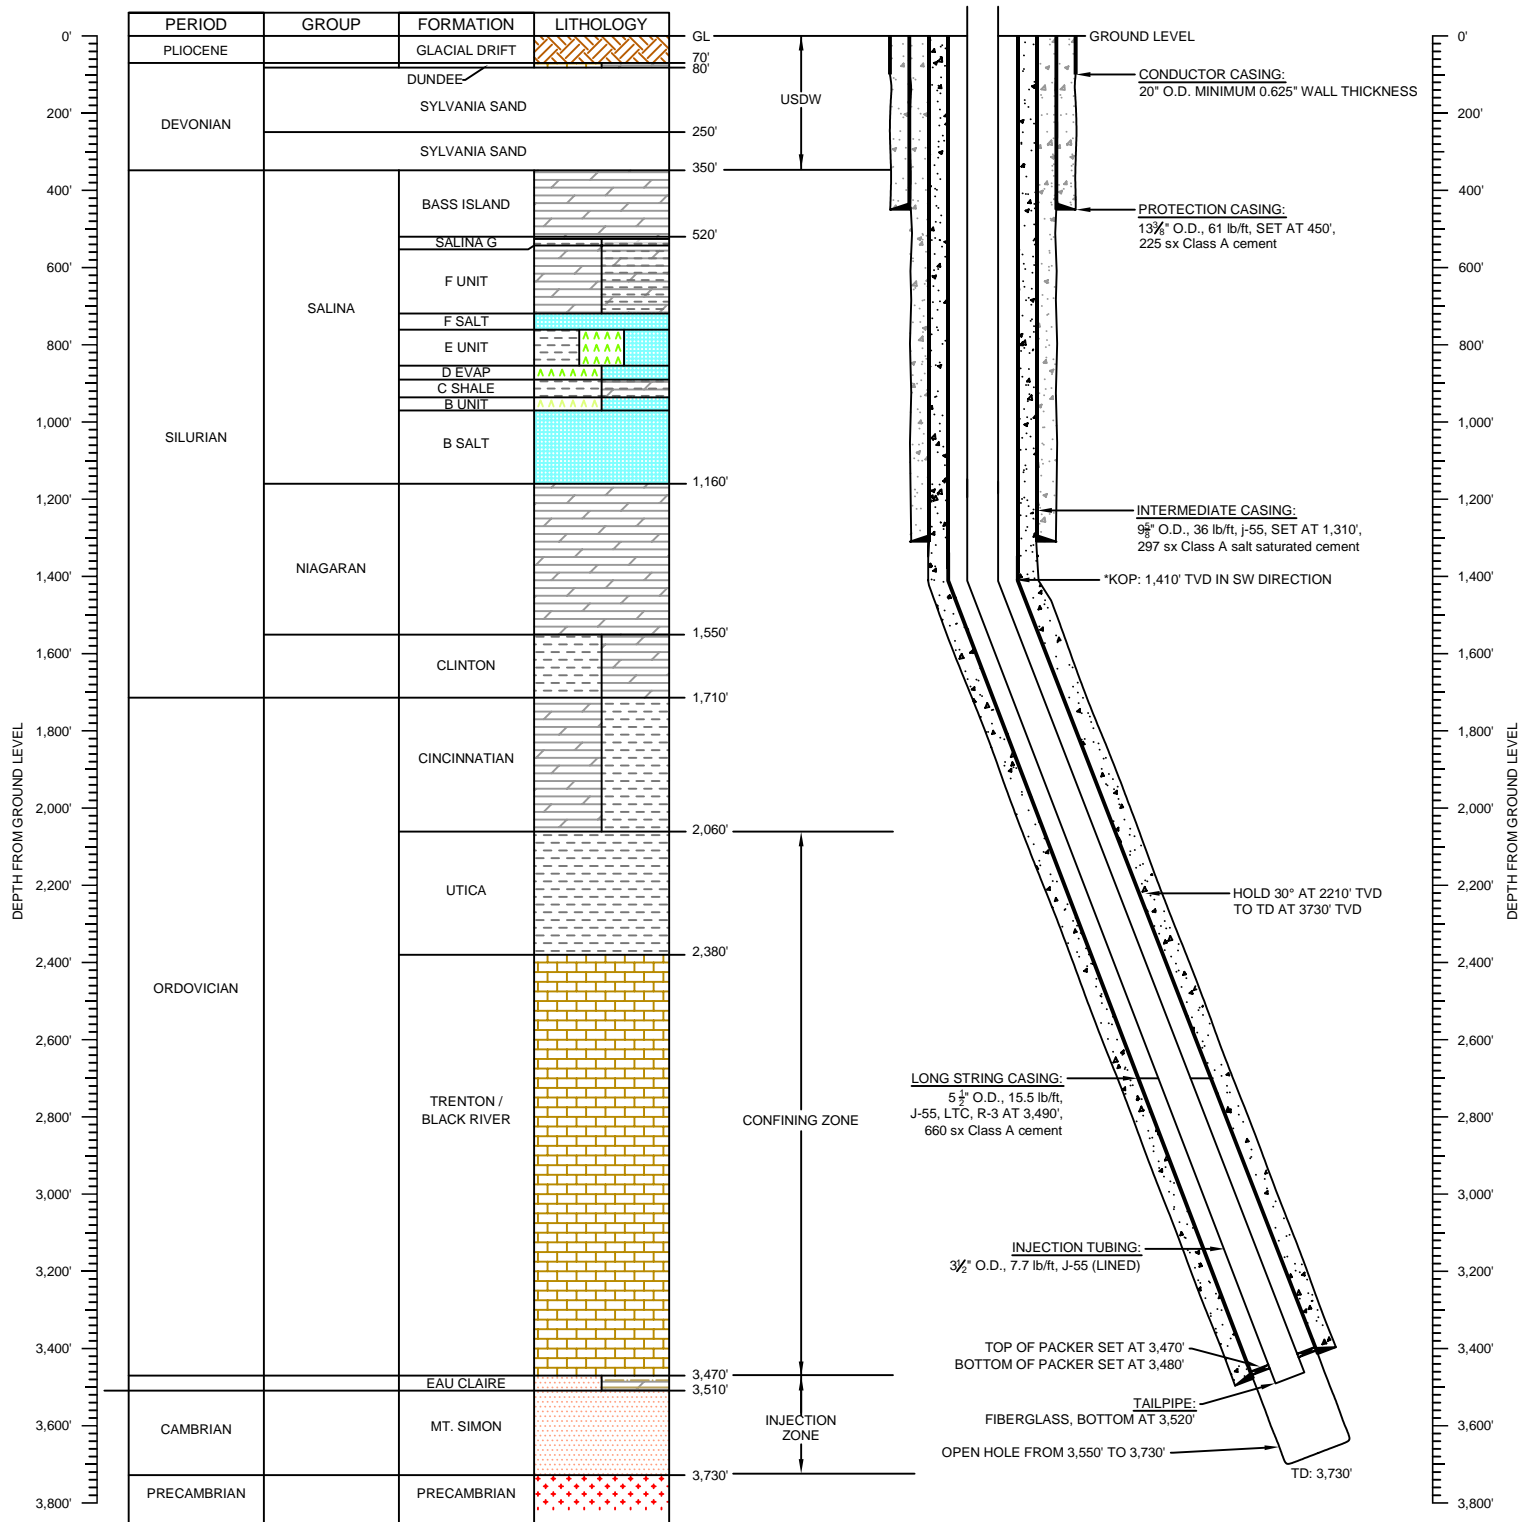 PERIOD GROUP FORMATION LITHOLOGY
GL
PLIOCENE GLACIAL DRIFT
70'
80'
DUNDEE
SYLVANIA SAND
DEVONIAN
250'
SYLVANIA SAND
350'
BASS ISLAND
520'
SALINA G
F UNIT
SALINA
F SALT
E UNIT
D EVAP
C SHALE
B UNIT
SILURIAN
B SALT
1,160'
NIAGARAN
1,550'
CLINTON
1,710'
CINCINNATIAN
2,060'
UTICA
2,380'
ORDOVICIAN
TRENTON /
BLACK RIVER
3,470'
EAU CLAIRE
3,510'
CAMBRIAN
MT. SIMON
3,730'
PRECAMBRIAN PRECAMBRIAN
USDW
CONFINING ZONE
INJECTION
ZONE
DEPTH FROM GROUND LEVEL
0'
200'
400'
600'
800'
1,000'
1,200'
1,400'
1,600'
1,800'
2,000'
2,200'
2,400'
2,600'
2,800'
3,000'
3,200'
3,400'
3,600'
3,800'
GROUND LEVEL
CONDUCTOR CASING:
20" O.D. MINIMUM 0.625" WALL THICKNESS
PROTECTION CASING:
13⅜" O.D., 61 lb/ft, SET AT 450',
225 sx Class A cement
INTERMEDIATE CASING:
9⅝" O.D., 36 lb/ft, j-55, SET AT 1,310',
297 sx Class A salt saturated cement
*KOP: 1,410' TVD IN SW DIRECTION
HOLD 30° AT 2210' TVD
TO TD AT 3730' TVD
LONG STRING CASING:
5 ½" O.D., 15.5 lb/ft,
J-55, LTC, R-3 AT 3,490',
660 sx Class A cement
INJECTION TUBING:
3½" O.D., 7.7 lb/ft, J-55 (LINED)
TOP OF PACKER SET AT 3,470'
BOTTOM OF PACKER SET AT 3,480'
TAILPIPE:
FIBERGLASS, BOTTOM AT 3,520'
OPEN HOLE FROM 3,550' TO 3,730'
TD: 3,730'
0'
200'
400'
600'
800'
1,000'
1,200'
1,400'
1,600'
1,800'
2,000'
2,200'
2,400'
2,600'
2,800'
3,000'
3,200'
3,400'
3,600'
3,800'
DEPTH FROM GROUND LEVEL